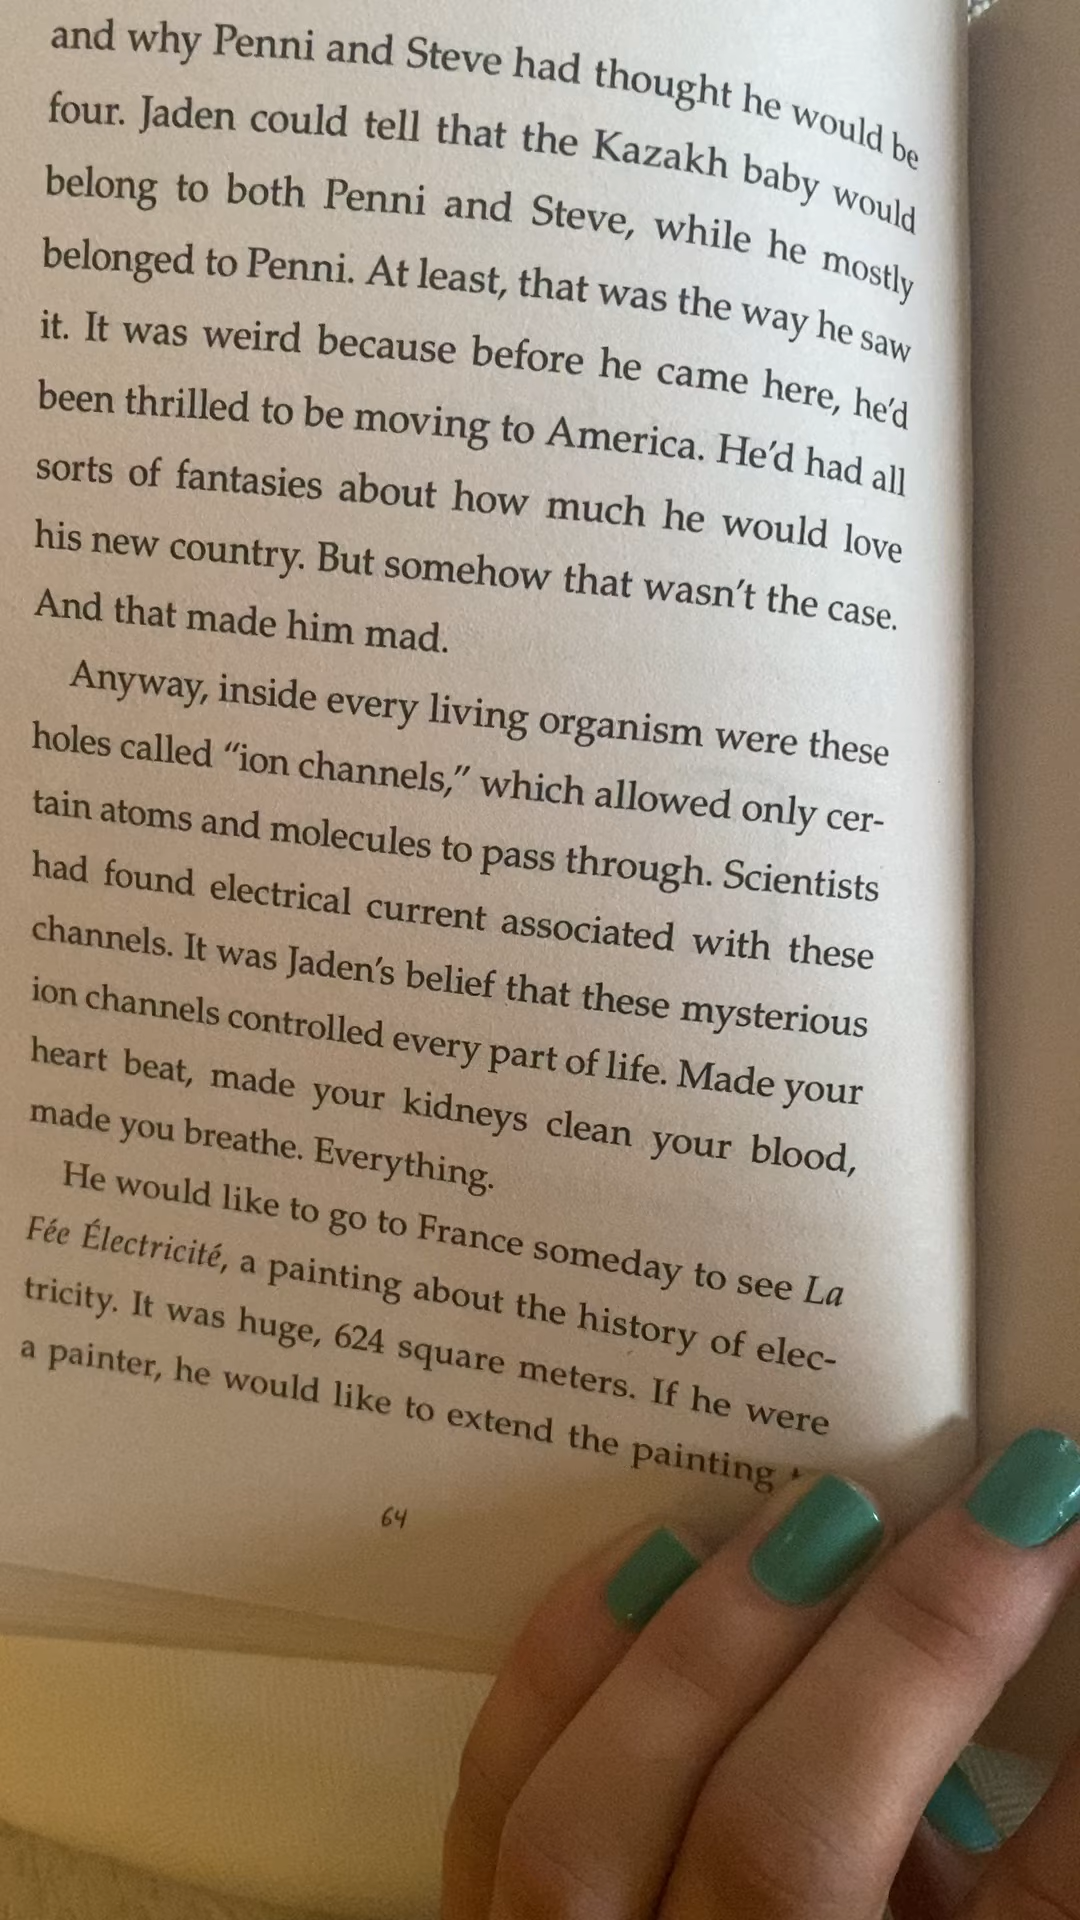 and why Penni and Steve had thought he would be
four. Jaden could tell that the Kazakh baby would
belong to both Penni and Steve, while he mostly
belonged to Penni. At least, that was the way he saw
it. It was weird because before he came here, he'd
been thrilled to be moving to America. He'd had all
sorts of fantasies about how much he would love
his new country. But somehow that wasn't the case.
And that made him mad.
Anyway, inside every living organism were these
holes called “ion channels,” which allowed only cer-
tain atoms and molecules to pass through. Scientists
had found electrical current associated with these
channels. It was Jaden's belief that these mysterious
ion channels controlled every part of life. Made your
heart beat, made your kidneys clean your blood,
made you breathe. Everything.
He would like to go to France someday to see La
Fée Électricité, a painting about the history of elec-
tricity. It was huge, 624 square meters. If he were
a painter, he would like to extend the painting
64